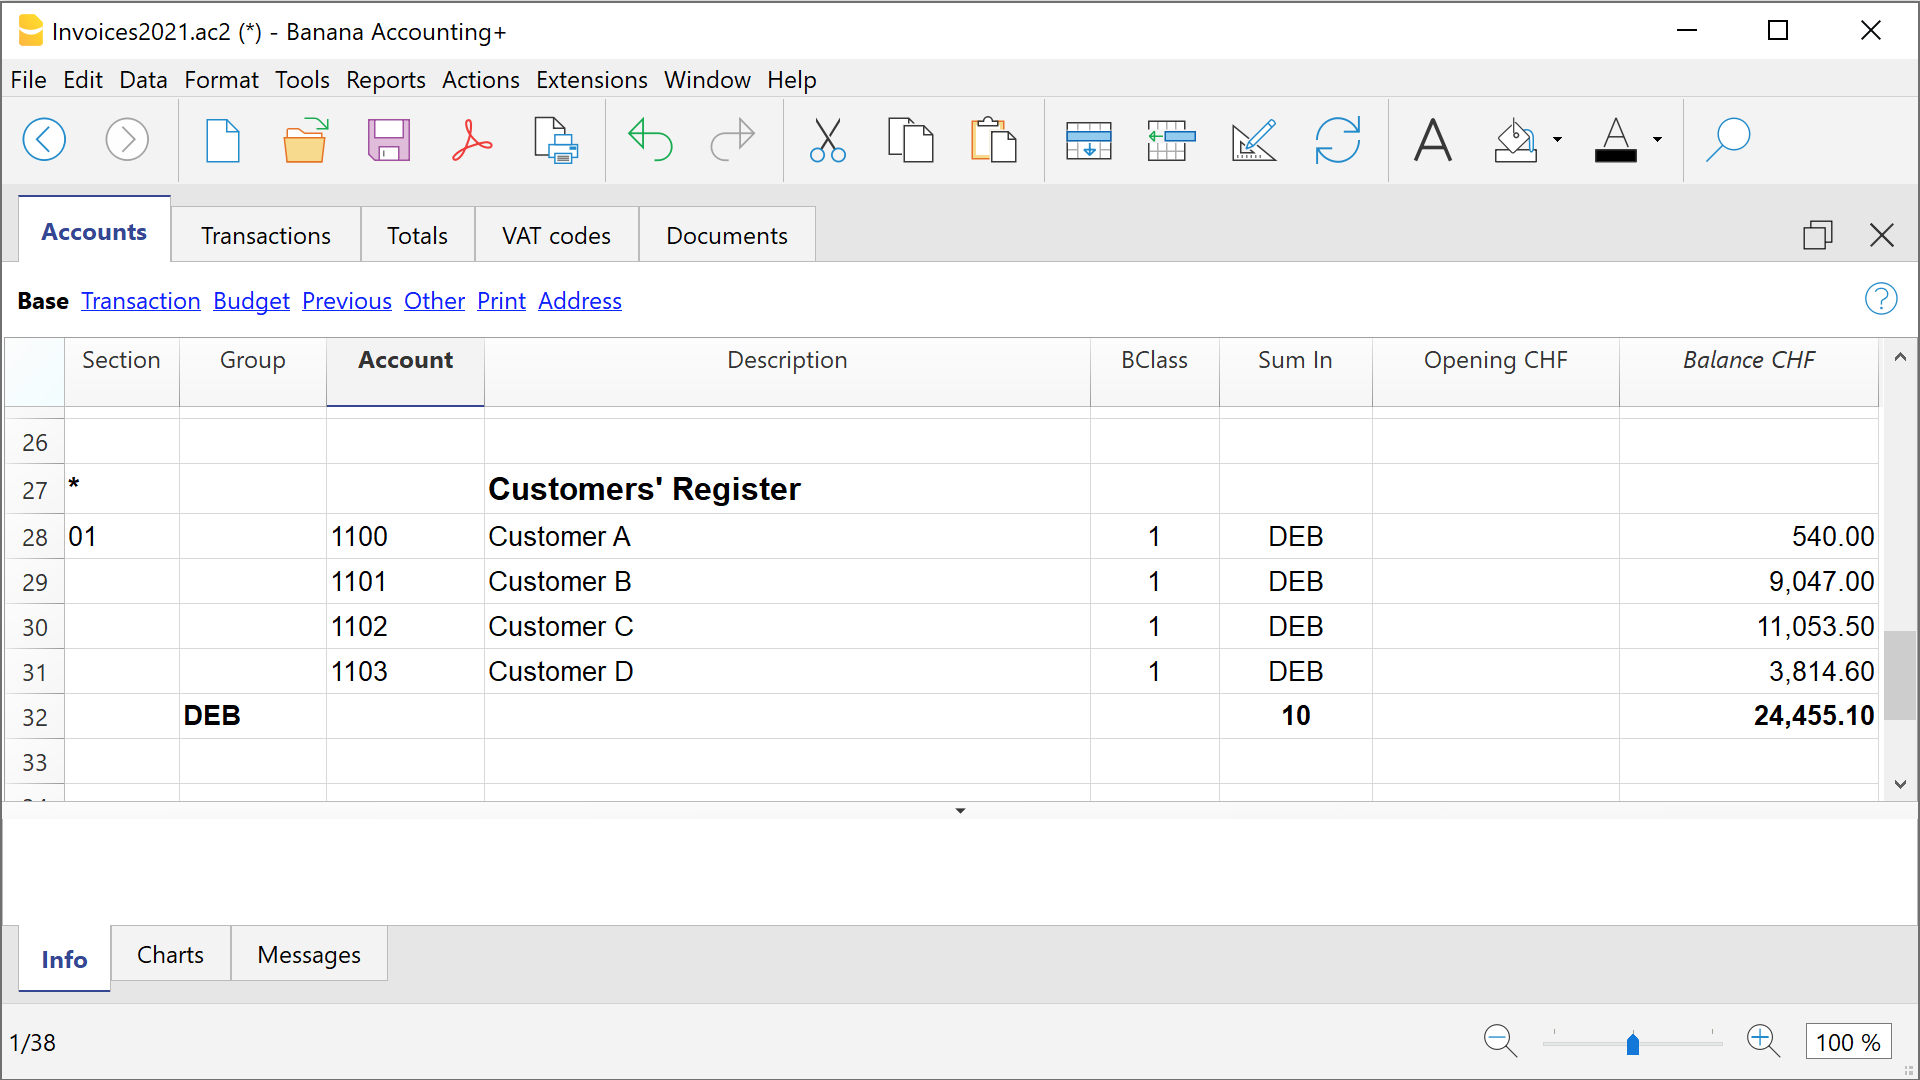 Invoices2021.ac2 (*) - Banana Accounting+
File Edit Data Format Tools Reports Actions Extensions Window Help
Accounts Transactions Totals VAT codes Documents
Base Transaction Budget Previous Other Print Address
Section Group Account Description BClass Sum In Opening CHF Balance CHF
26
27 * Customers' Register
28 01 1100 Customer A 1 DEB 540.00
29 1101 Customer B 1 DEB 9,047.00
30 1102 Customer C 1 DEB 11,053.50
31 1103 Customer D 1 DEB 3,814.60
32 DEB 10 24,455.10
33
Info Charts Messages
1/38 100 %